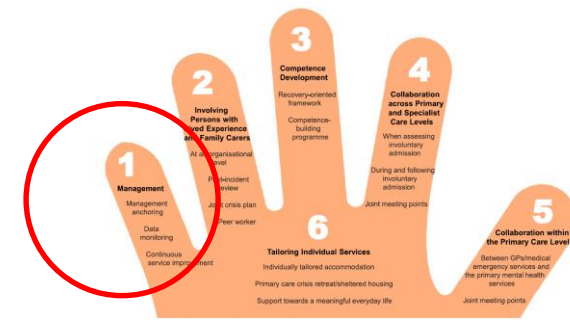 1
Management
Management
anchoring
Data
monitoring
Continuous
service improvement
2
Involving
Persons with
Lived Experience
and Family Carers
At an organisational
level
Post-incident
review
Joint crisis plan
Peer worker
3
Competence
Development
Recovery-oriented
framework
Competence-
building
programme
4
Collaboration
across Primary
and Specialist
Care Levels
When assessing
involuntary
admission
During and following
involuntary
admission
Joint meeting points
5
Collaboration within
the Primary Care Level
Between GPs/medical
emergency services and
the primary mental health
services
Joint meeting points
6
Tailoring Individual Services
Individually tailored accommodation
Primary care crisis retreat/sheltered housing
Support towards a meaningful everyday life